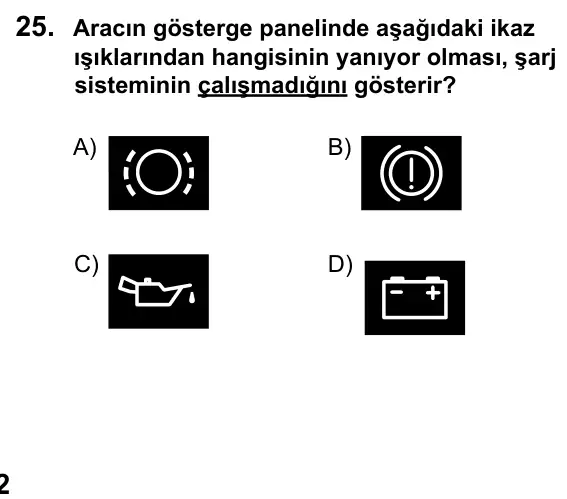 25. Aracın gösterge panelinde aşağıdaki ikaz
ışıklarından hangisinin yanıyor olması, şarj
sisteminin çalışmadığını gösterir?
A) B)
C) D)
2